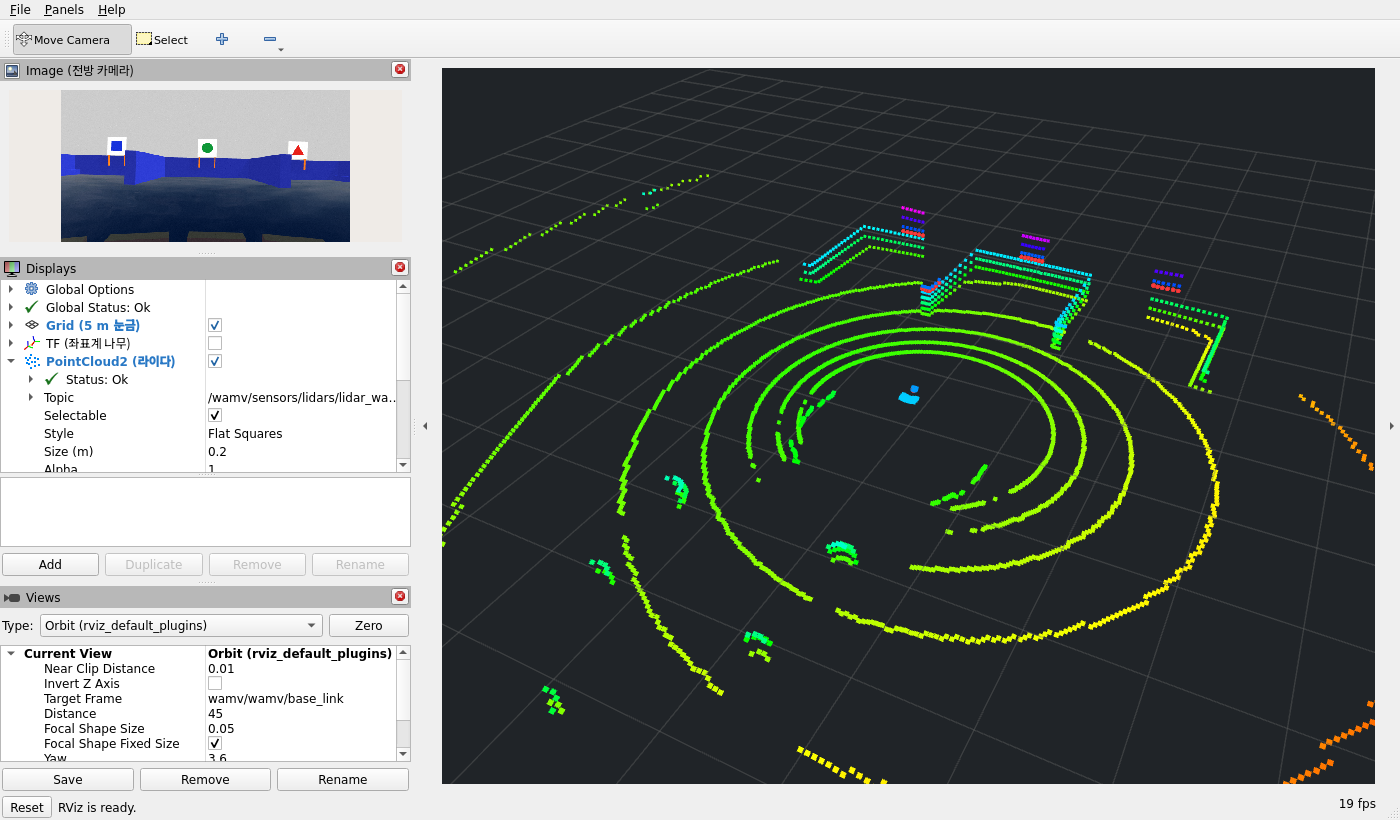 File Panels Help
Move Camera Select
Image (전방 카메라)
Displays
Global Options
Global Status: Ok
Grid (5 m 눈금)
TF (좌표계 나무)
PointCloud2 (라이다)
Status: Ok
Topic /wamv/sensors/lidars/lidar_wa...
Selectable
Style Flat Squares
Size (m) 0.2
Alpha 1
Add Duplicate Remove Rename
Views
Type: Orbit (rviz_default_plugins) Zero
Current View Orbit (rviz_default_plugins)
Near Clip Distance 0.01
Invert Z Axis
Target Frame wamv/wamv/base_link
Distance 45
Focal Shape Size 0.05
Focal Shape Fixed Size
Yaw 3.6
Save Remove Rename
Reset RViz is ready.
19 fps